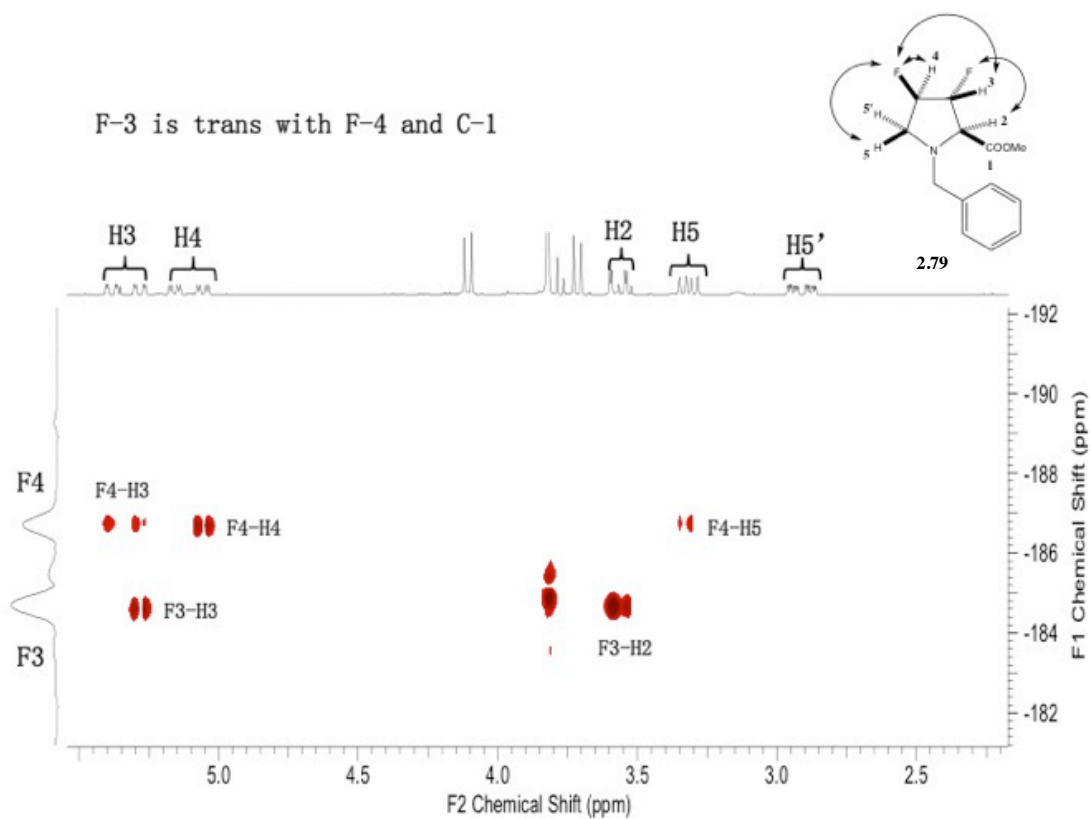 F-3 is trans with F-4 and C-1
F
4
H
F
H
3
5'
H
H
2
H
5
N
COOMe
1
2.79
H3
H4
H2
H5
H5'
F4
F3
F4-H3
F4-H4
F4-H5
F3-H3
F3-H2
-192
-190
-188
-186
-184
-182
F1 Chemical Shift (ppm)
5.0
4.5
4.0
3.5
3.0
2.5
F2 Chemical Shift (ppm)